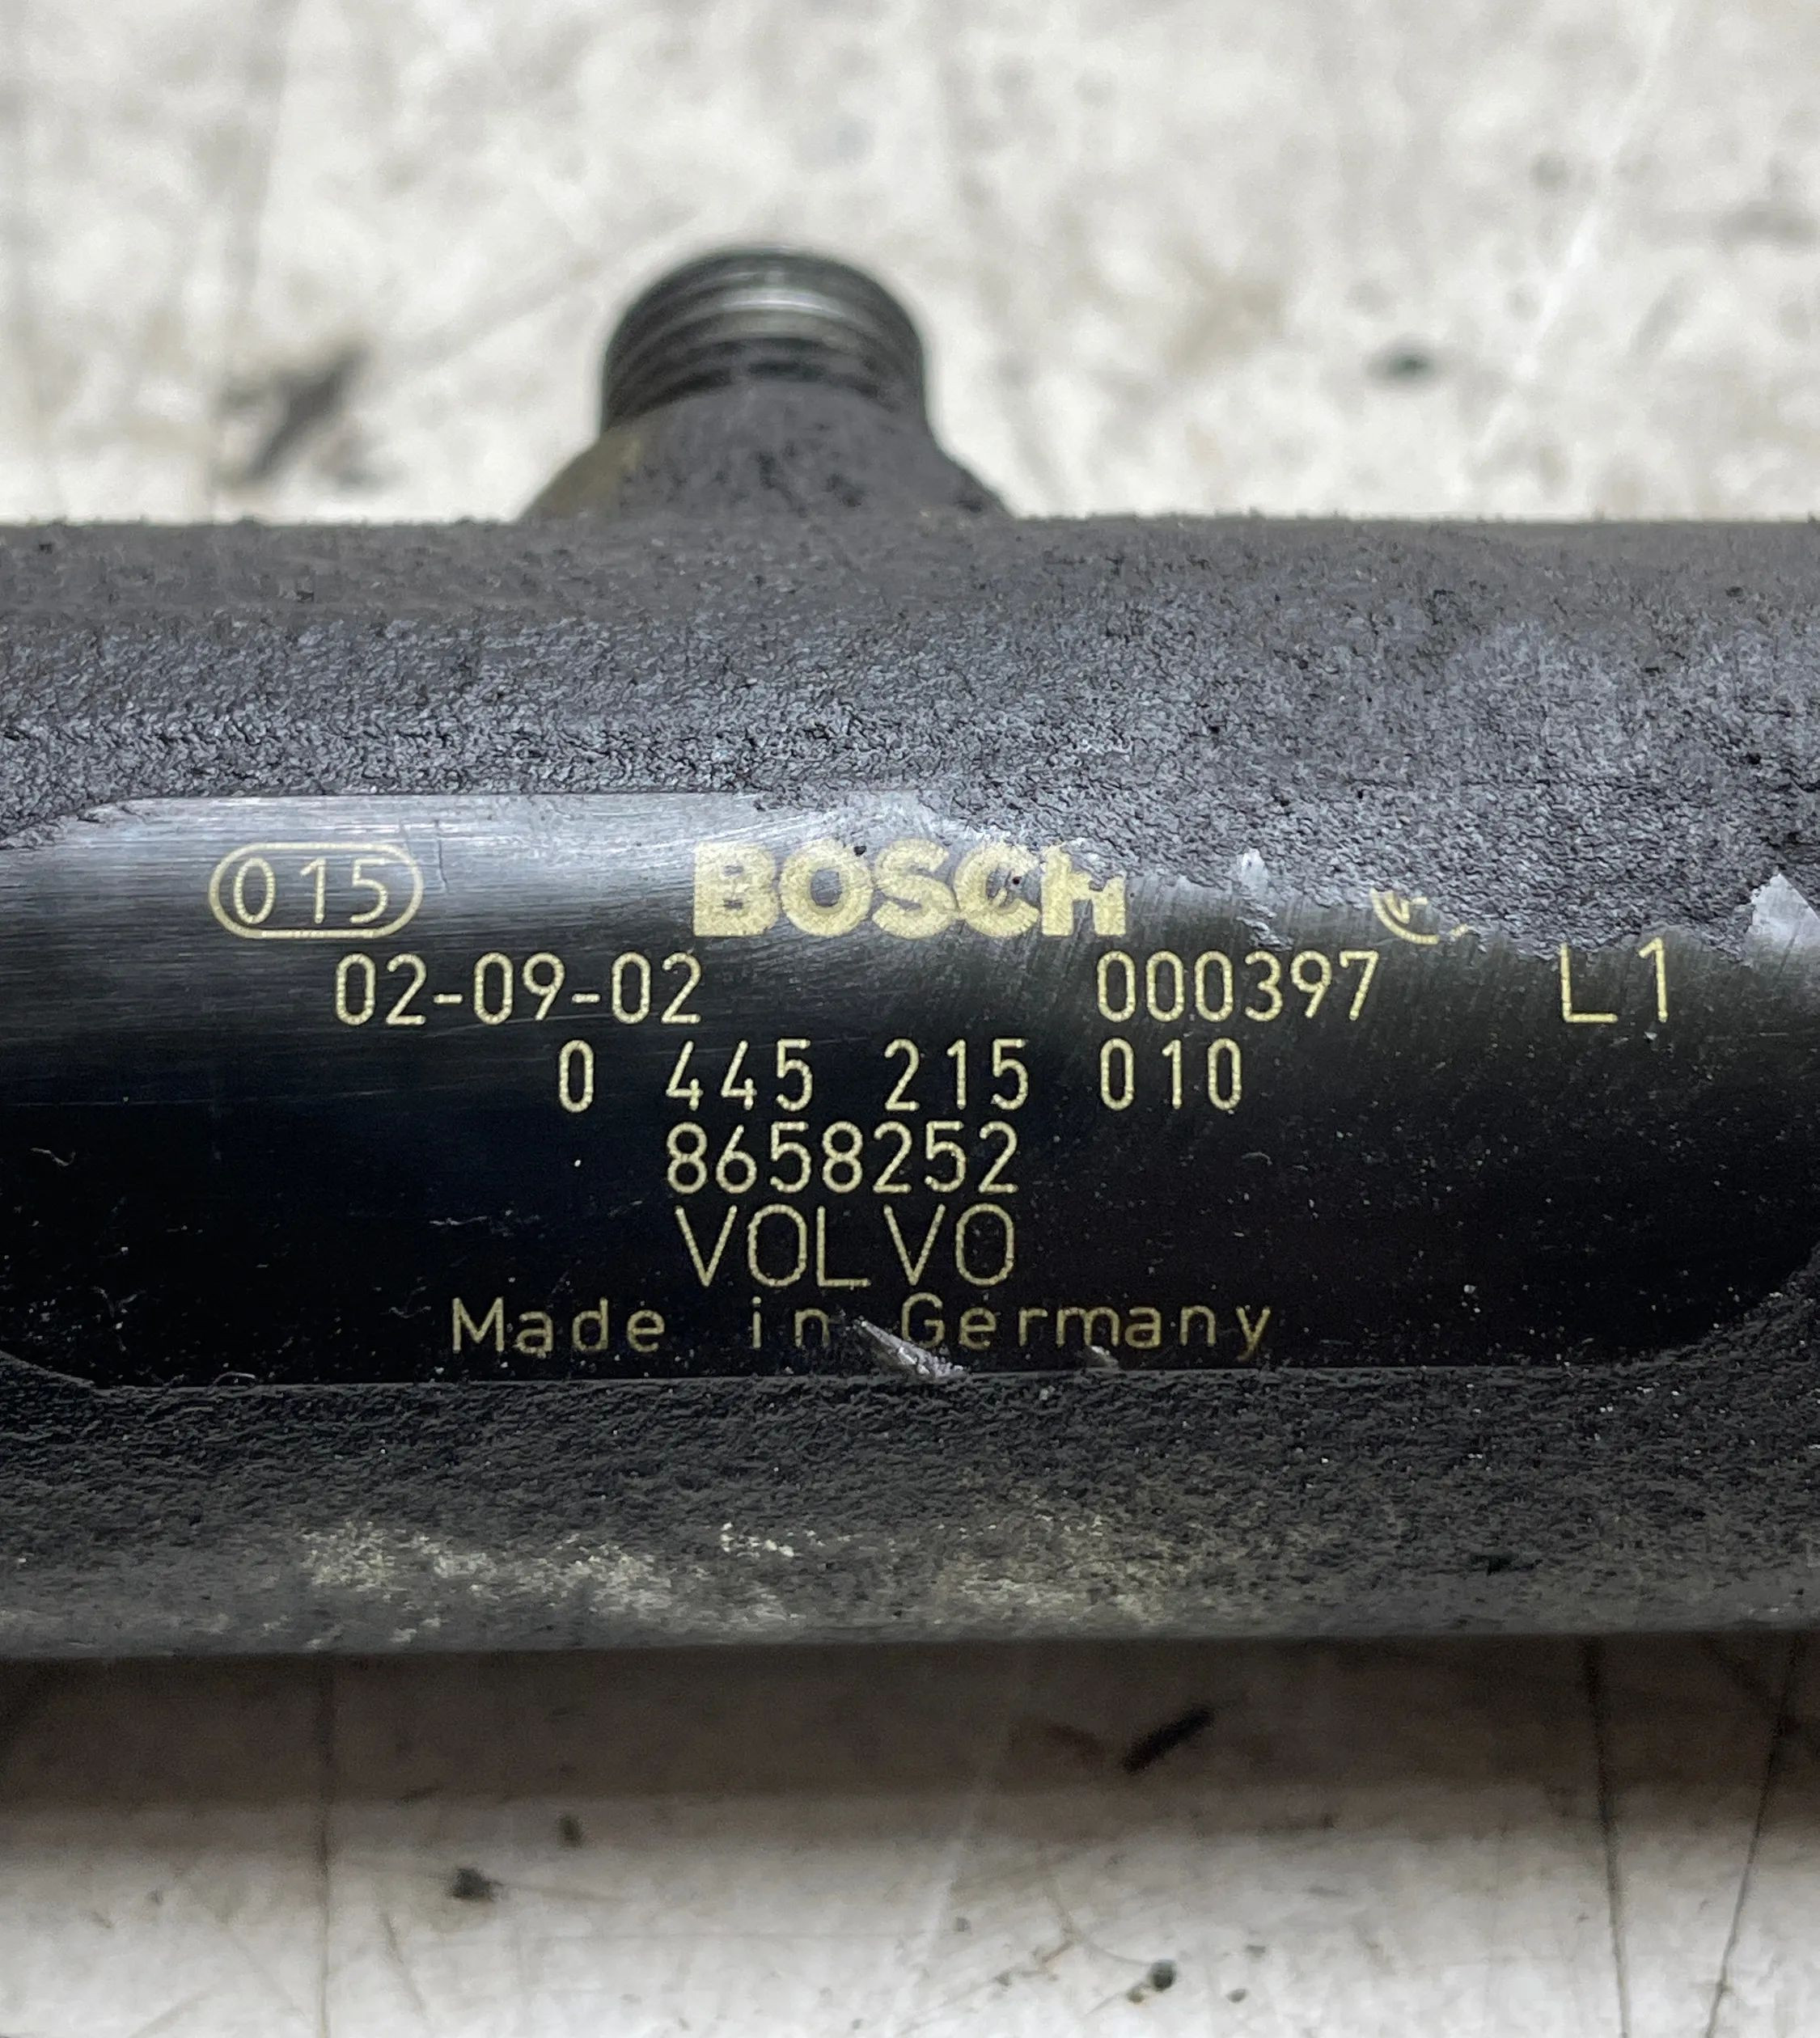 015 BOSCH
02-09-02 000397 L1
0 445 215 010
8658252
VOLVO
Made in Germany